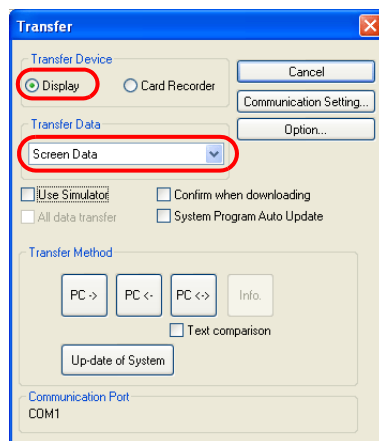 Transfer
Transfer Device
Display
Card Recorder
Cancel
Communication Setting...
Transfer Data
Option...
Screen Data
Use Simulator
Confirm when downloading
All data transfer
System Program Auto Update
Transfer Method
PC ->
PC <-
PC <->
Info.
Text comparison
Up-date of System
Communication Port
COM1